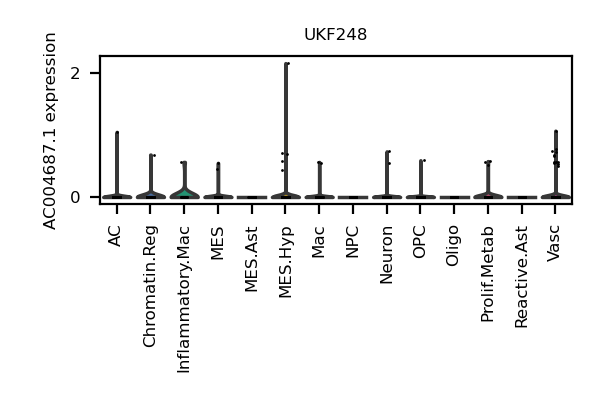 UKF248
AC004687.1 expression
2
0
AC
Chromatin.Reg
Inflammatory.Mac
MES
MES.Ast
MES.Hyp
Mac
NPC
Neuron
OPC
Oligo
Prolif.Metab
Reactive.Ast
Vasc